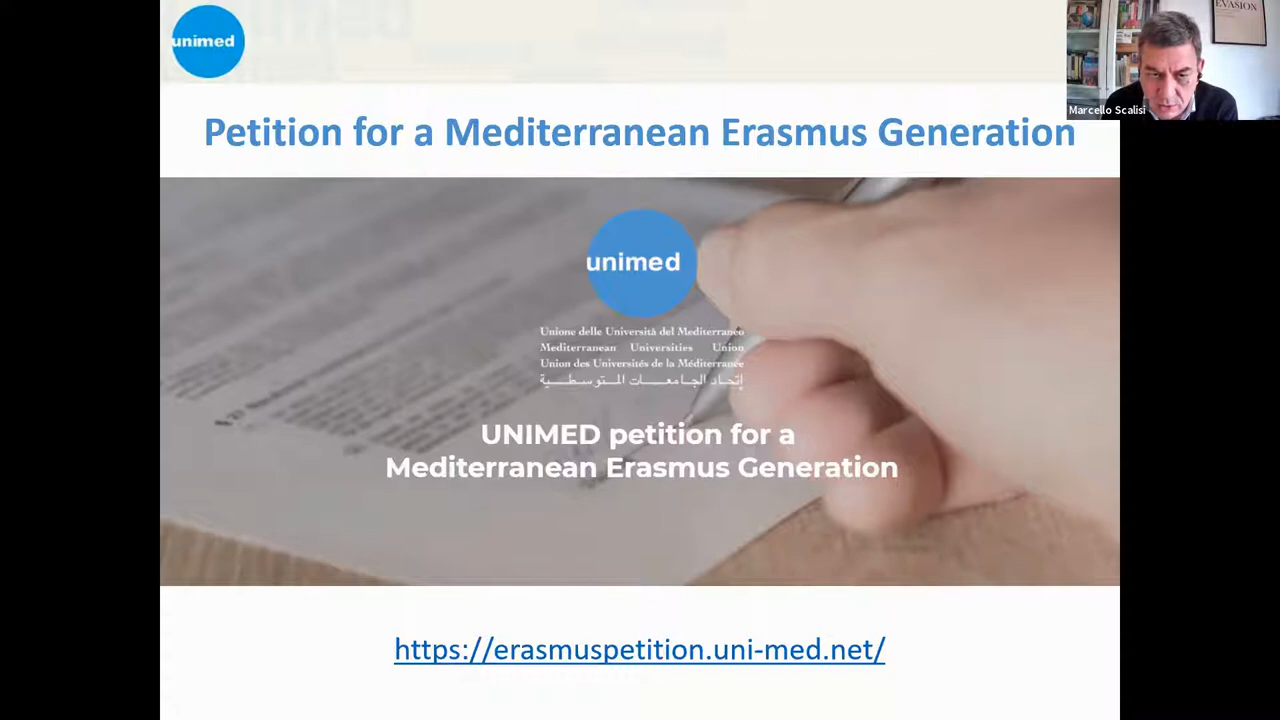 unimed
EVASION
Marcello Scalisi
Petition for a Mediterranean Erasmus Generation
unimed
Unione delle Università del Mediterraneo
Mediterranean Universities Union
Union des Universités de la Méditerranée
إتحاد الجامعات المتوسطية
UNIMED petition for a
Mediterranean Erasmus Generation
https://erasmuspetition.uni-med.net/